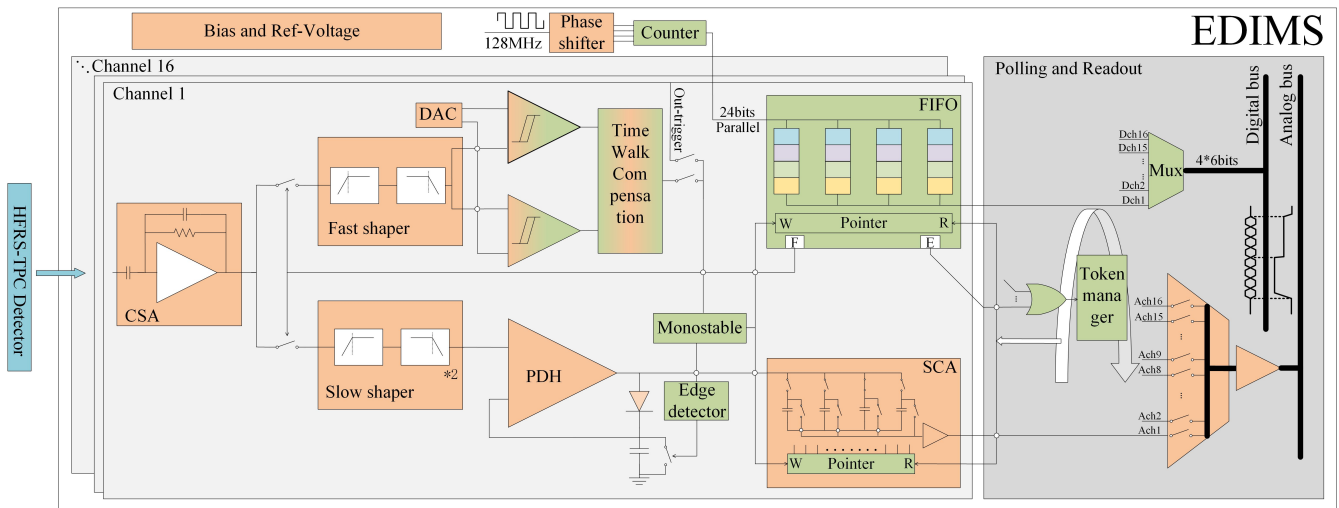 EDIMS
Bias and Ref-Voltage
128MHz
Phase
shifter
Counter
Channel 16
Channel 1
HFRS-TPC Detector
CSA
DAC
Fast shaper
Slow shaper
*2
Time
Walk
Com
pensa
tion
Out-trigger
24bits
Parallel
FIFO
W
Pointer
R
F
E
PDH
Monostable
Edge
detector
SCA
W
Pointer
R
Polling and Readout
Dch16
Dch15
Dch2
Dch1
Mux
4*6bits
Digital bus
Analog bus
Token
mana
ger
Ach16
Ach15
Ach9
Ach8
Ach2
Ach1